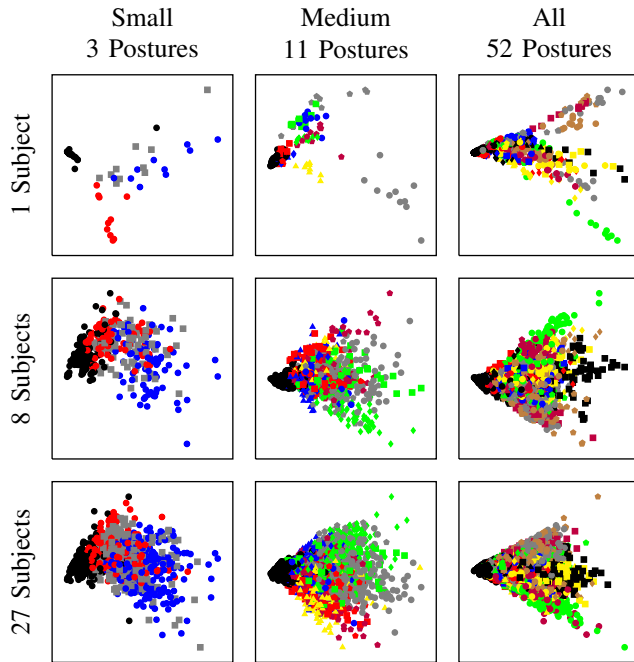 Small Medium All
3 Postures 11 Postures 52 Postures
1 Subject
8 Subjects
27 Subjects